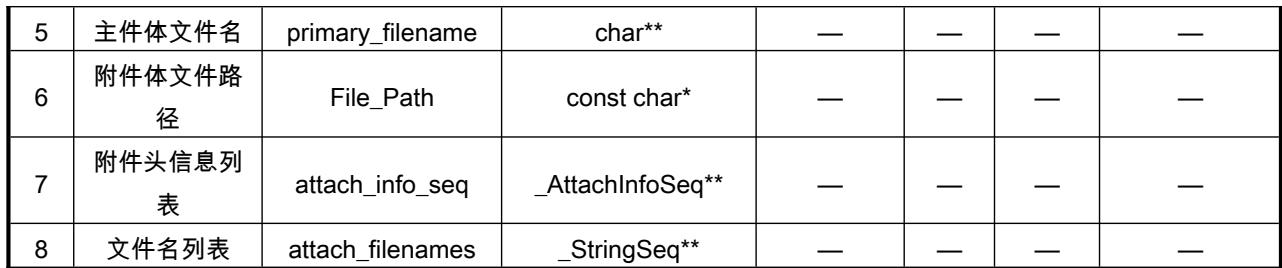 5 主件体文件名 primary_filename char** — — — —
6 附件体文件路径 File_Path const char* — — — —
7 附件头信息列表 attach_info_seq _AttachInfoSeq** — — — —
8 文件名列表 attach_filenames _StringSeq** — — — —